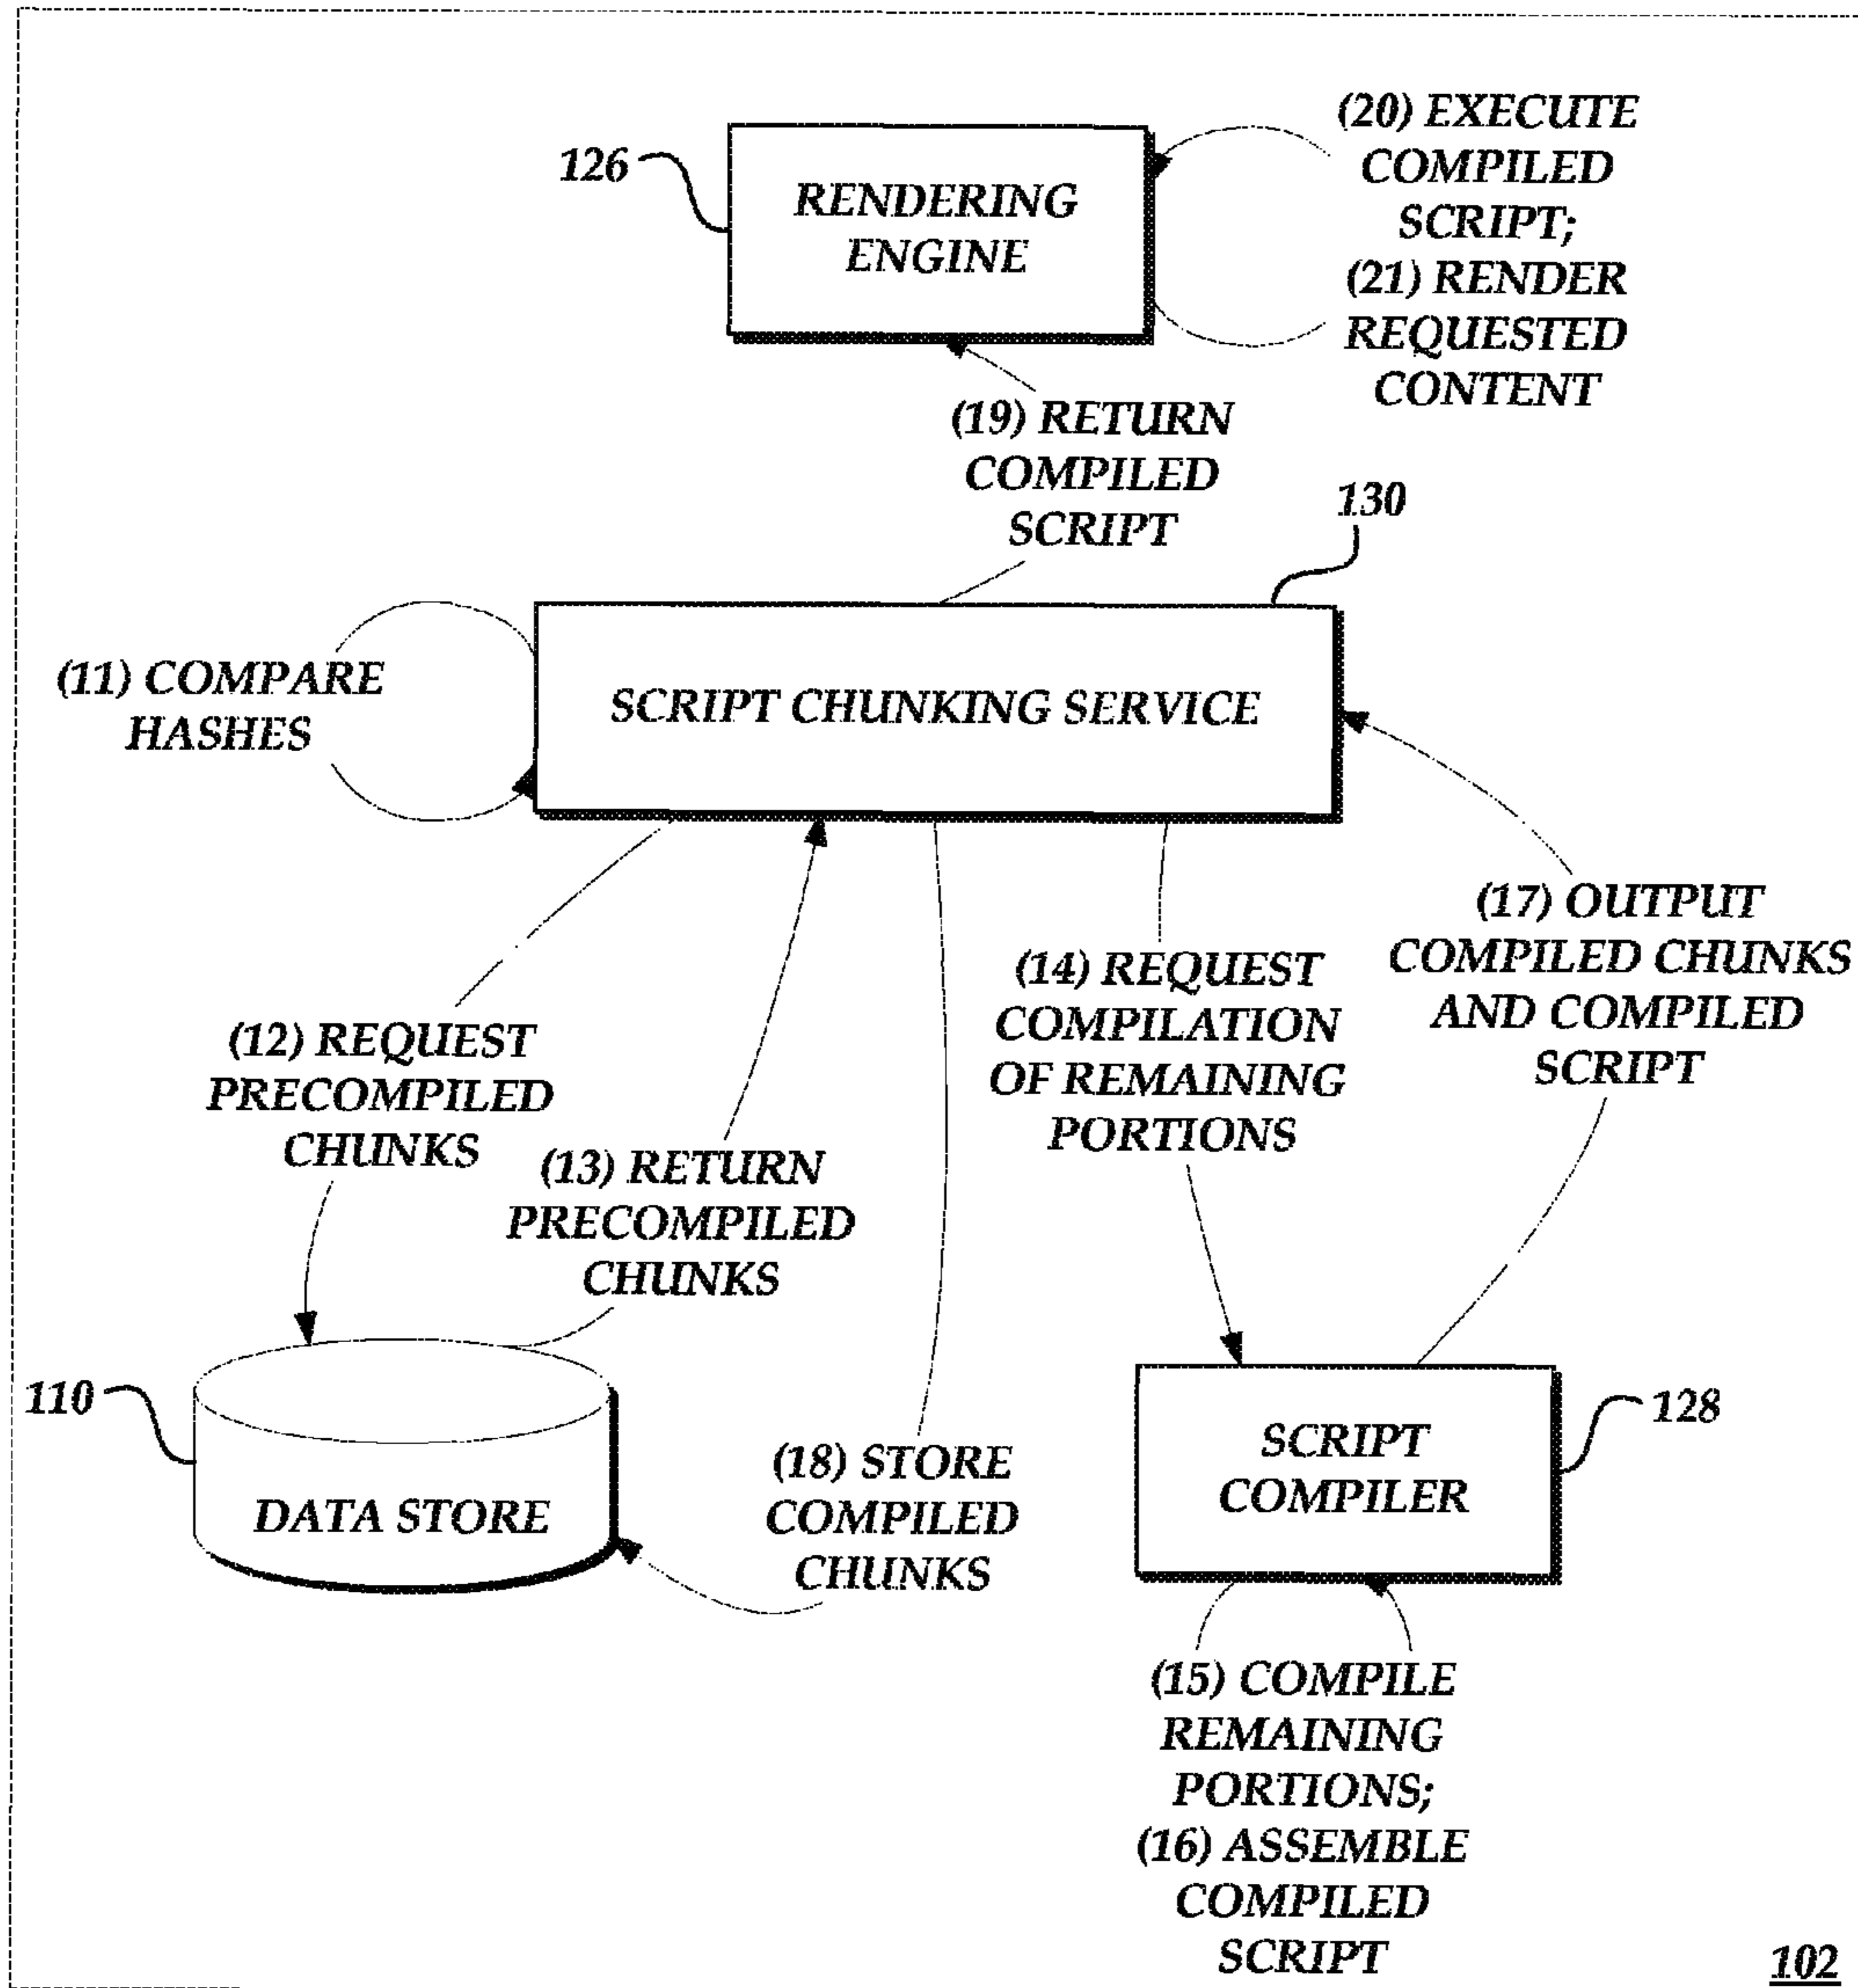 (20) EXECUTE
COMPILED
SCRIPT;
(21) RENDER
REQUESTED
CONTENT
126
RENDERING
ENGINE
(19) RETURN
COMPILED
SCRIPT
130
(11) COMPARE
HASHES
SCRIPT CHUNKING SERVICE
(12) REQUEST
PRECOMPILED
CHUNKS
(13) RETURN
PRECOMPILED
CHUNKS
(14) REQUEST
COMPILATION
OF REMAINING
PORTIONS
(17) OUTPUT
COMPILED CHUNKS
AND COMPILED
SCRIPT
110
DATA STORE
(18) STORE
COMPILED
CHUNKS
SCRIPT
COMPILER
128
(15) COMPILE
REMAINING
PORTIONS;
(16) ASSEMBLE
COMPILED
SCRIPT
102